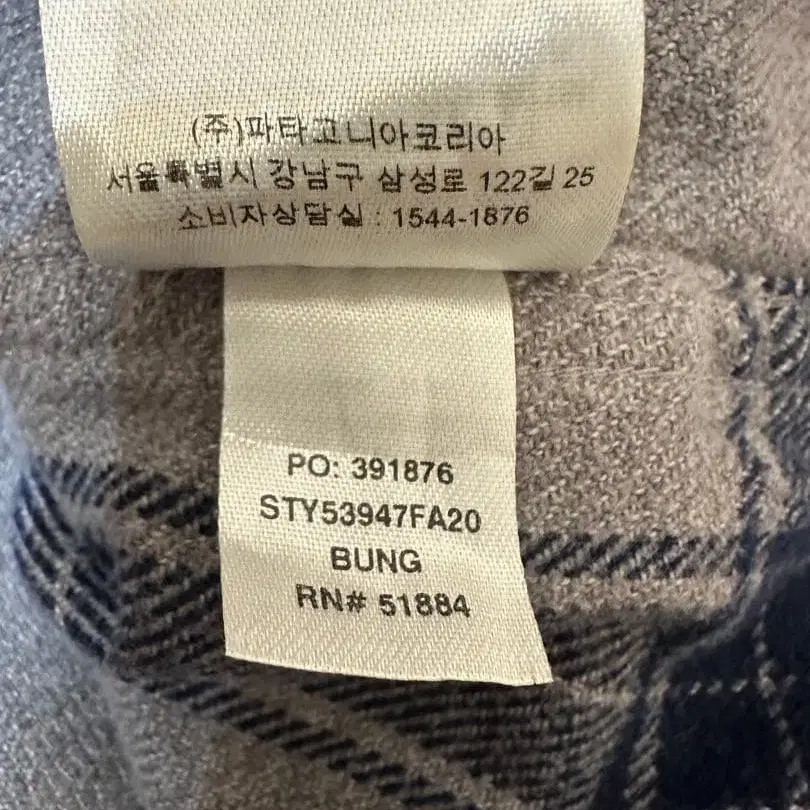 (주)파타고니아코리아
서울특별시 강남구 삼성로 122길 25
소비자상담실 : 1544-1876
PO: 391876
STY53947FA20
BUNG
RN# 51884